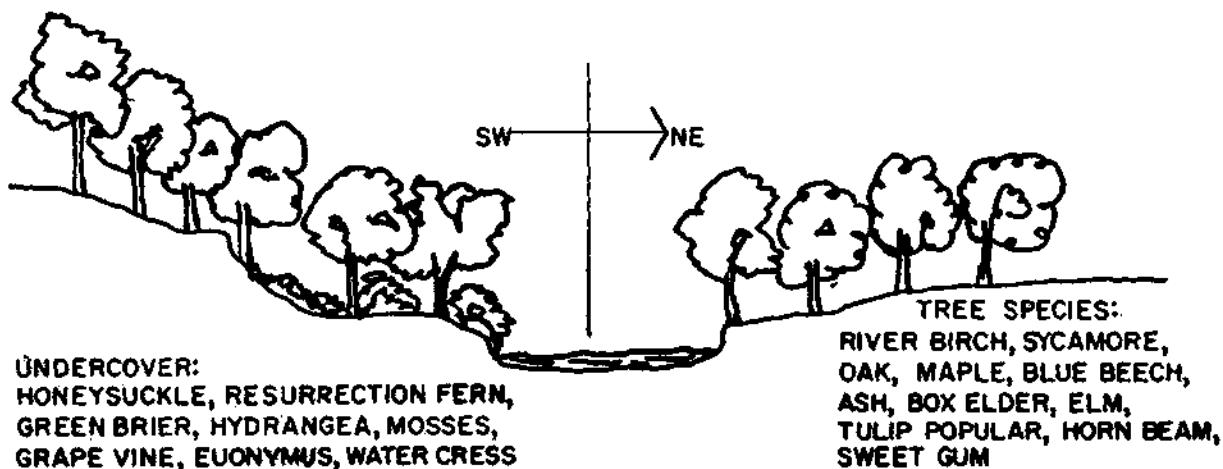 SW NE
UNDERCOVER:
HONEYSUCKLE, RESURRECTION FERN,
GREEN BRIER, HYDRANGEA, MOSSES,
GRAPE VINE, EUONYMUS, WATER CRESS
TREE SPECIES:
RIVER BIRCH, SYCAMORE,
OAK, MAPLE, BLUE BEECH,
ASH, BOX ELDER, ELM,
TULIP POPULAR, HORN BEAM,
SWEET GUM